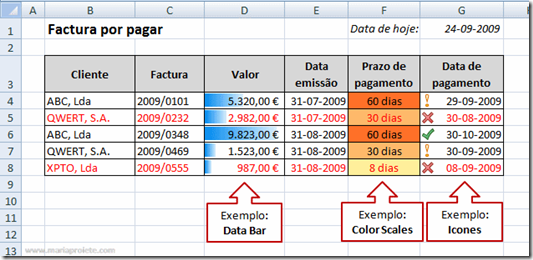 A B C D E F G
1 Factura por pagar Data de hoje: 24-09-2009
2
3 Cliente Factura Valor Data emissão Prazo de pagamento Data de pagamento
4 ABC, Lda 2009/0101 5.320,00 € 31-07-2009 60 dias 29-09-2009
5 QWERT, S.A. 2009/0232 2.982,00 € 31-07-2009 30 dias 30-08-2009
6 ABC, Lda 2009/0348 9.823,00 € 31-08-2009 60 dias 30-10-2009
7 QWERT, S.A. 2009/0469 1.523,00 € 31-08-2009 30 dias 30-09-2009
8 XPTO, Lda 2009/0555 987,00 € 31-08-2009 8 dias 08-09-2009
9
10
11 Exemplo: Exemplo: Exemplo:
12 Data Bar Color Scales Icones
13 www.mariaprojete.com